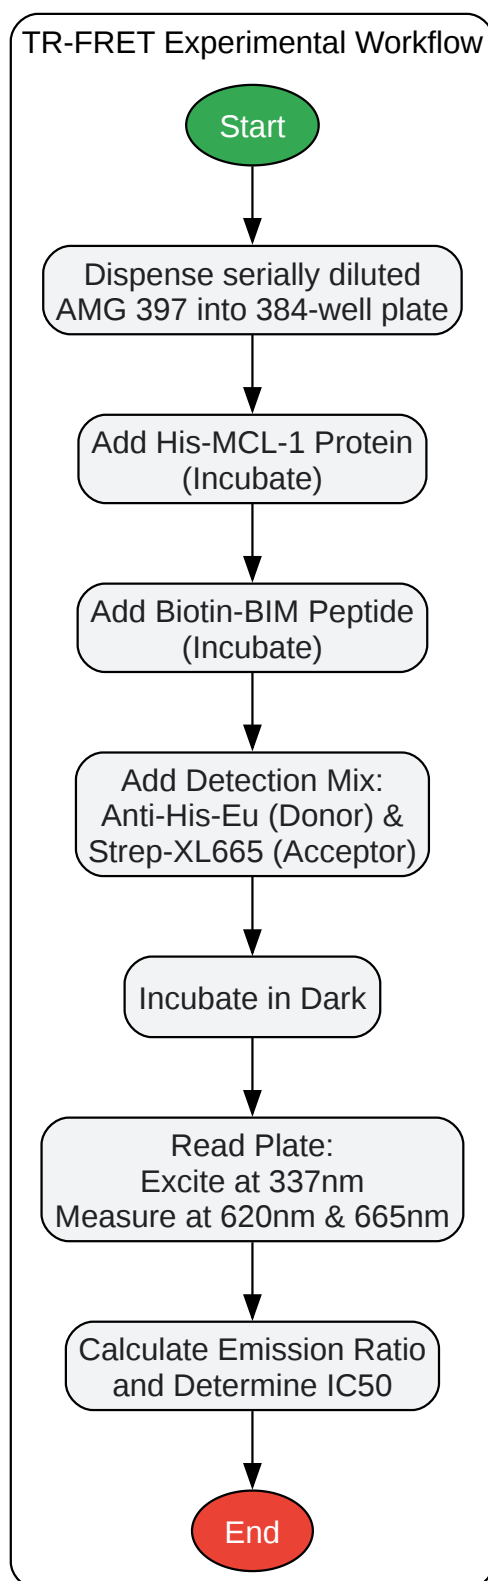 TR-FRET Experimental Workflow
Start
Dispense serially diluted
AMG 397 into 384-well plate
Add His-MCL-1 Protein
(Incubate)
Add Biotin-BIM Peptide
(Incubate)
Add Detection Mix:
Anti-His-Eu (Donor) &
Strep-XL665 (Acceptor)
Incubate in Dark
Read Plate:
Excite at 337nm
Measure at 620nm & 665nm
Calculate Emission Ratio
and Determine IC50
End